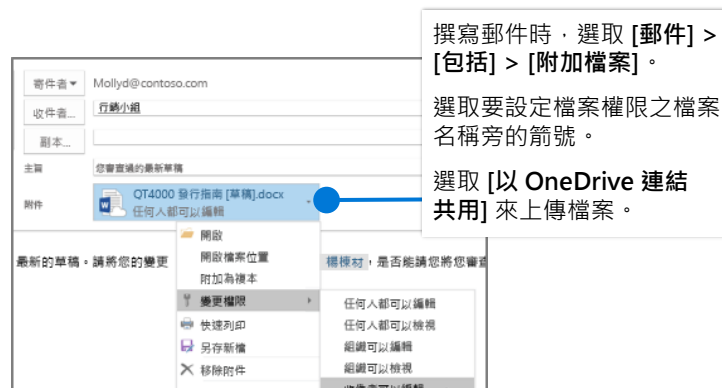 撰寫郵件時，選取 [郵件] >
[包括] > [附加檔案]。
選取要設定檔案權限之檔案
名稱旁的箭號。
選取 [以 OneDrive 連結
共用] 來上傳檔案。
寄件者 Mollyd@contoso.com
收件者... 行銷小組
副本...
主旨 您審查過的最新草稿
附件 QT4000 發行指南 [草稿].docx
任何人都可以編輯
最新的草稿。請將您的變更
楊棟材，是否能請您將您審查
開啟
開啟檔案位置
附加為複本
變更權限
快速列印
另存新檔
移除附件
任何人都可以編輯
任何人都可以檢視
組織可以編輯
組織可以檢視
收件者可以編輯